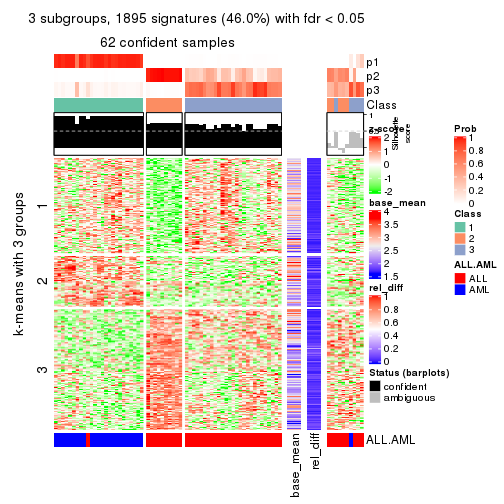 3 subgroups, 1895 signatures (46.0%) with fdr < 0.05
62 confident samples
p1
p2
p3
Class
1
Silhouette
score
k-means with 3 groups
1
2
3
base_mean
rel_diff
ALL.AML
z-score
2
1
0
-1
-2
base_mean
4
3.5
3
2.5
2
1.5
rel_diff
1
0.8
0.6
0.4
0.2
0
Status (barplots)
confident
ambiguous
Prob
1
0.8
0.6
0.4
0.2
0
Class
1
2
3
ALL.AML
ALL
AML